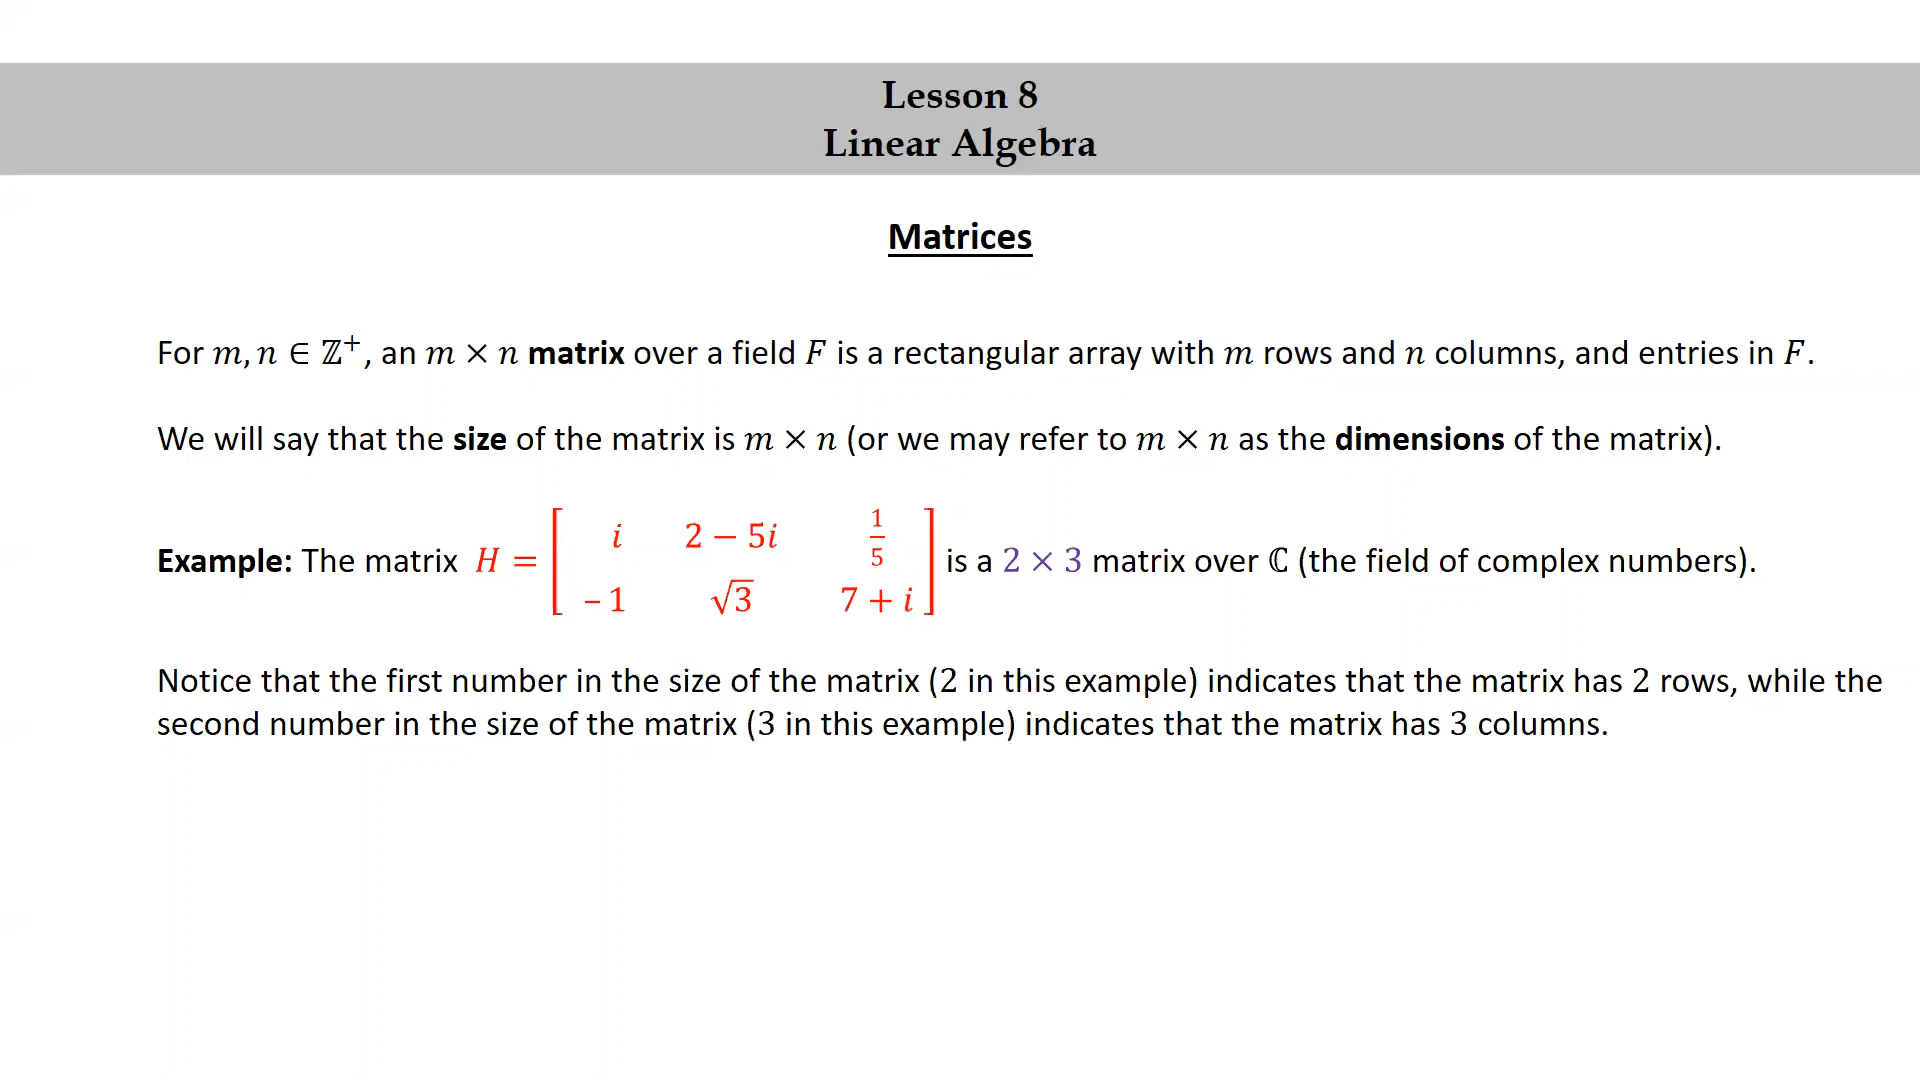 Lesson 8
Linear Algebra
Matrices
For m, n ∈ ℤ⁺, an m × n matrix over a field F is a rectangular array with m rows and n columns, and entries in F.
We will say that the size of the matrix is m × n (or we may refer to m × n as the dimensions of the matrix).
Example: The matrix H = [i 2 – 5i 1/5; –1 √3 7 + i] is a 2 × 3 matrix over ℂ (the field of complex numbers).
Notice that the first number in the size of the matrix (2 in this example) indicates that the matrix has 2 rows, while the
second number in the size of the matrix (3 in this example) indicates that the matrix has 3 columns.